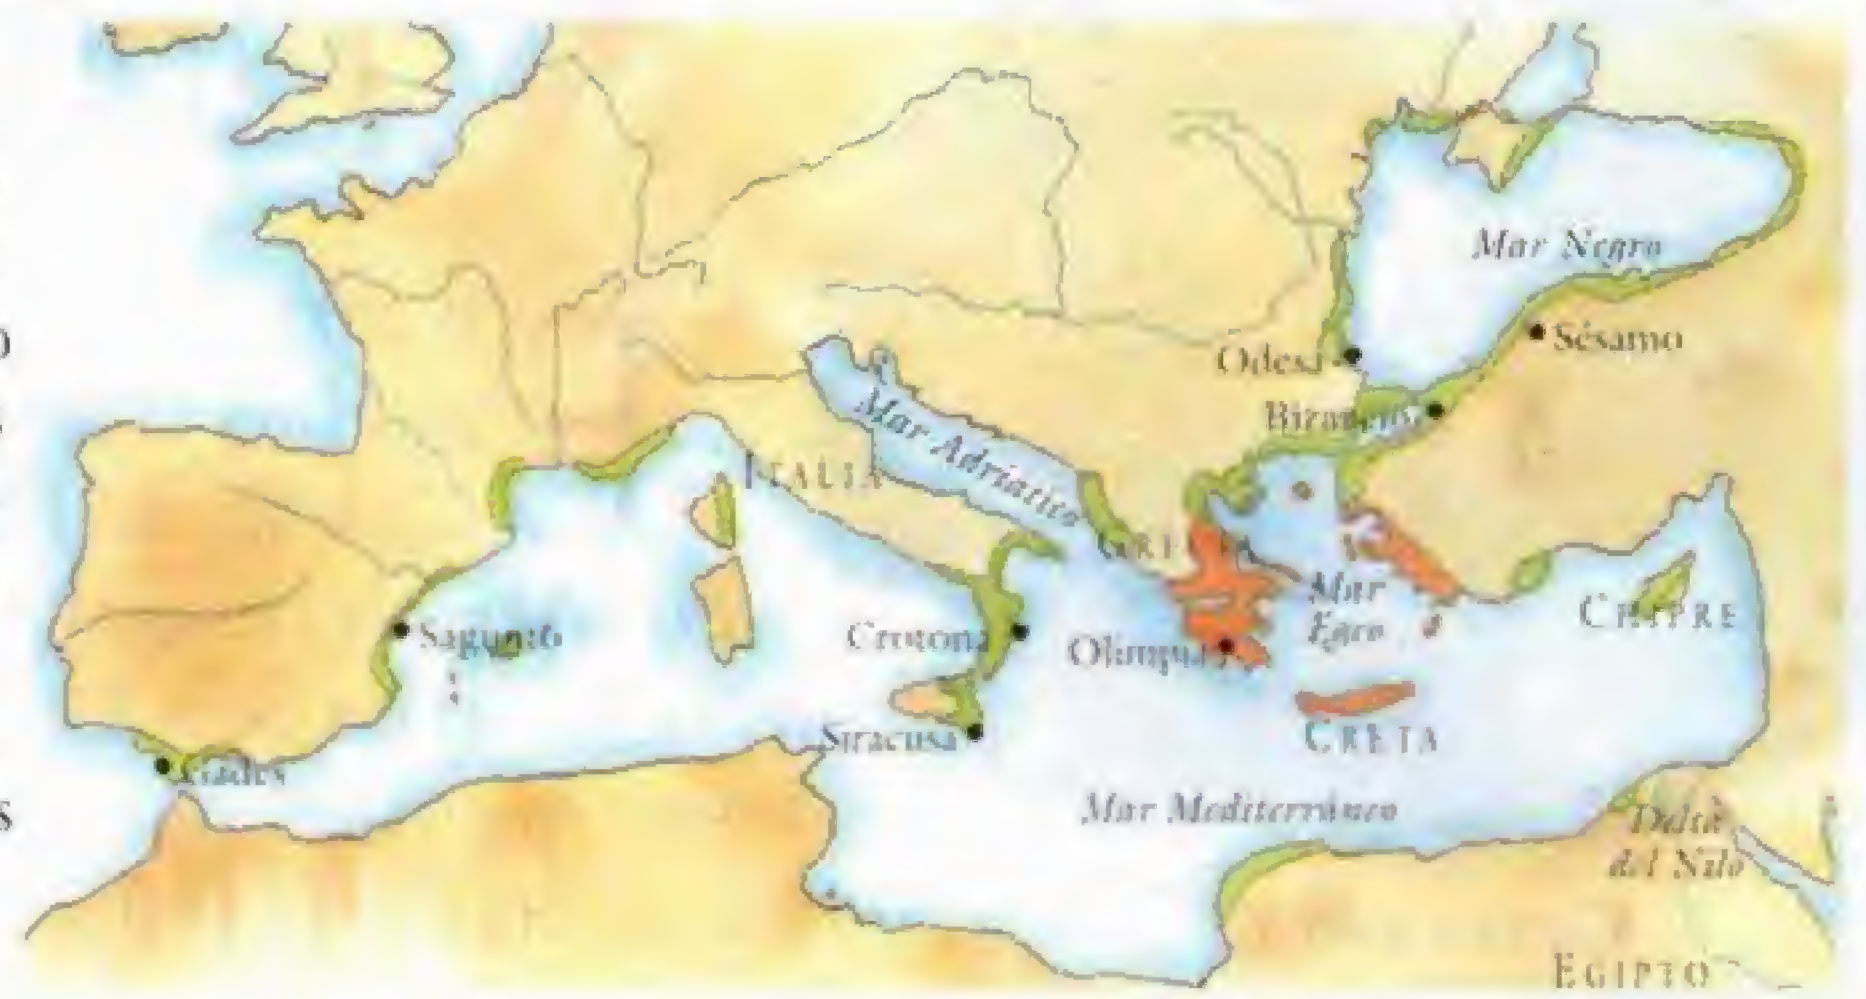 Mar Negro
O
Odesa
Sésamo
Bizancio
Mar Adriático
ITALIA
GRECIA
Mar
Egeo
CHIPRE
Sagunto
Crotona
Olimpia
CRETA
Siracusa
Gades
Mar Mediterráneo
s
Delta
del Nilo
EGIPTO